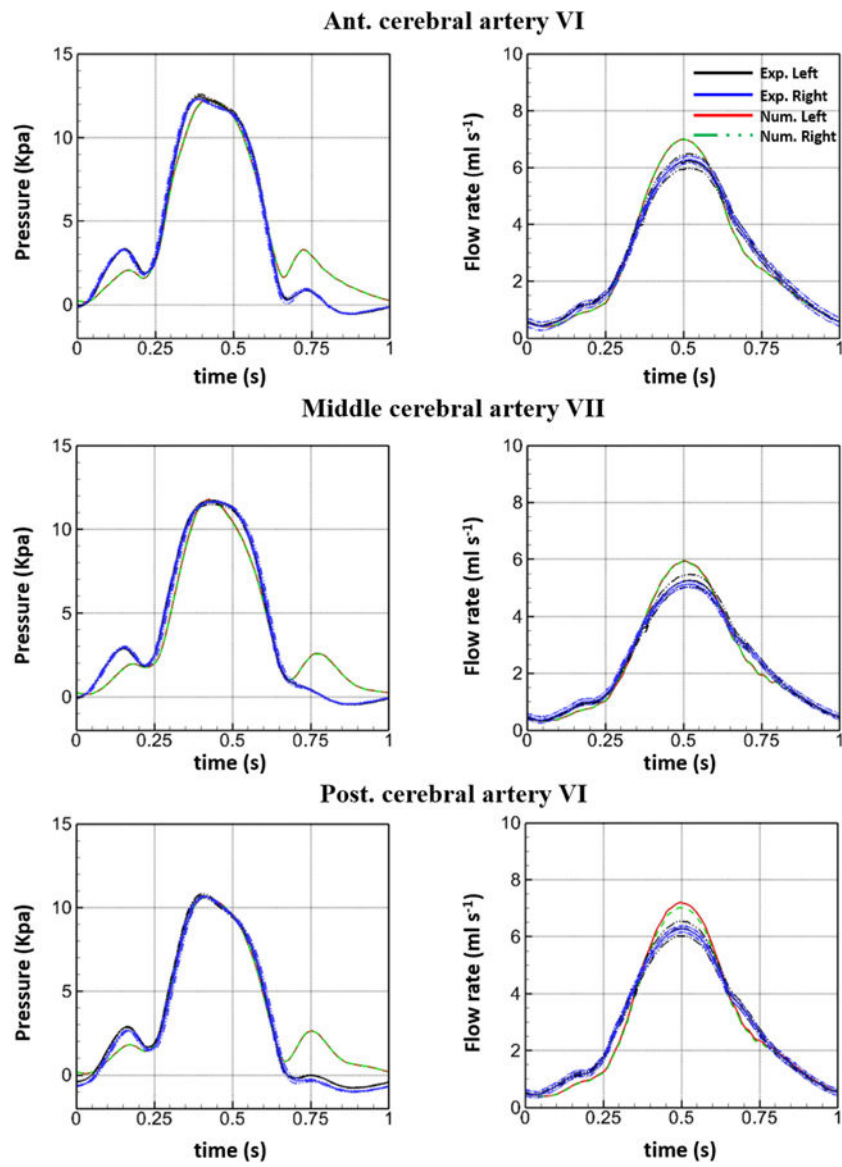 Ant. cerebral artery VI
15
10
5
0
Pressure (Kpa)
0 0.25 0.5 0.75 1
time (s)
10
8
6
4
2
0
Flow rate (ml s⁻¹)
Exp. Left
Exp. Right
Num. Left
Num. Right
0 0.25 0.5 0.75 1
time (s)
Middle cerebral artery VII
15
10
5
0
Pressure (Kpa)
0 0.25 0.5 0.75 1
time (s)
10
8
6
4
2
0
Flow rate (ml s⁻¹)
0 0.25 0.5 0.75 1
time (s)
Post. cerebral artery VI
15
10
5
0
Pressure (Kpa)
0 0.25 0.5 0.75 1
time (s)
10
8
6
4
2
0
Flow rate (ml s⁻¹)
0 0.25 0.5 0.75 1
time (s)